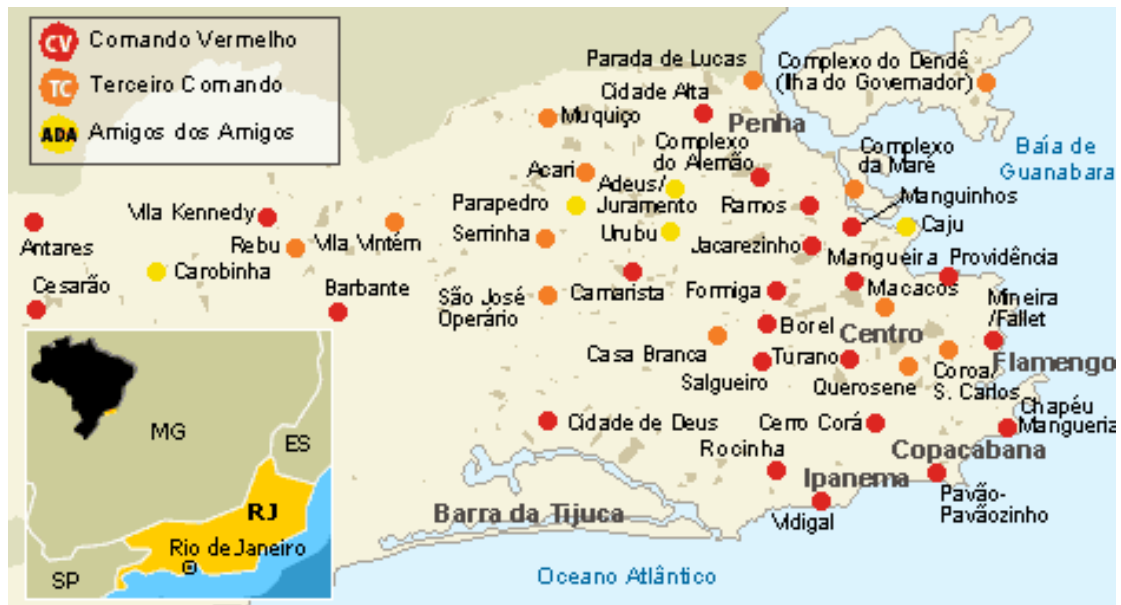 CV Comando Vermelho
TC Terceiro Comando
ADA Amigos dos Amigos
Parada de Lucas
Complexo do Dendê
(Ilha do Governador)
Cidade Alta
Muquiço
Penha
Complexo
do Alemão
Complexo
da Maré
Baía de
Guanabara
Acari
Adeus/
Juramento
Manguinhos
Parapedro
Ramos
Vila Kennedy
Antares
Rebu
Vila Vintém
Serrinha
Urubu
Jacarezinho
Caju
Carobinha
Mangueira
Providência
Cesarão
Barbante
São José
Operário
Camarista
Formiga
Macacos
Mineira
/Fallet
Borel
Centro
Casa Branca
Turano
Flamengo
Salgueiro
Querosene
Coroa/
S. Carlos
Chapéu
Mangueria
Cidade de Deus
Cerro Corá
Rocinha
Copacabana
Ipanema
Pavão-
Pavãozinho
Barra da Tijuca
Vidigal
Oceano Atlântico
MG
ES
RJ
Rio de Janeiro
SP